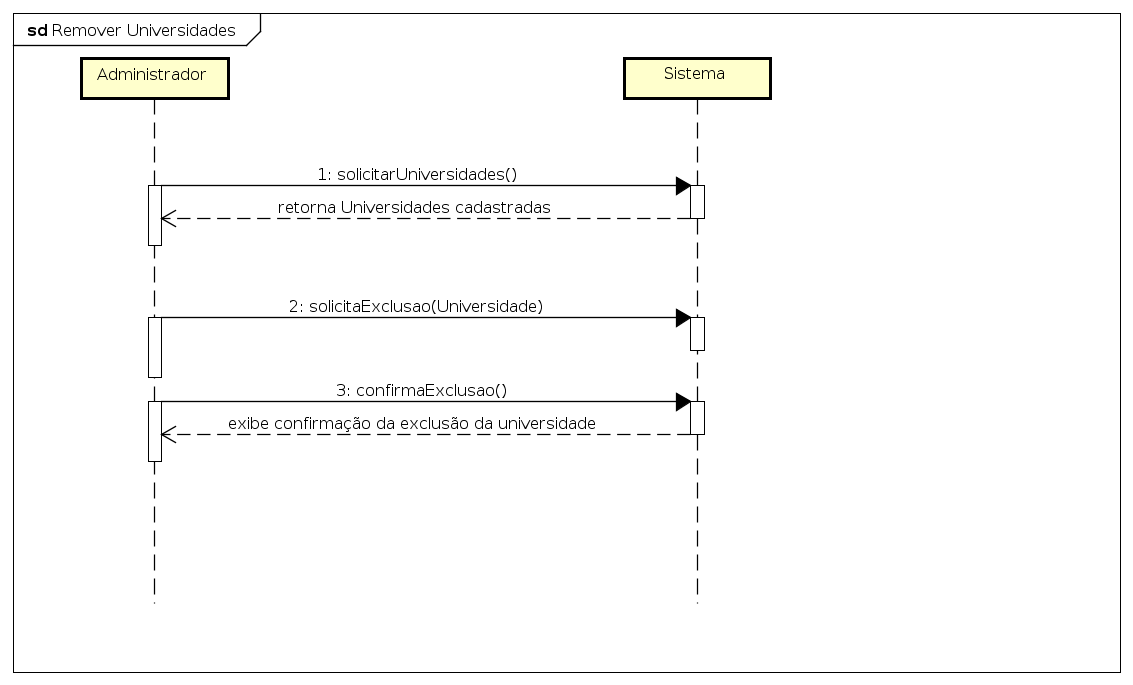 sd Remover Universidades
Administrador
Sistema
1: solicitarUniversidades()
retorna Universidades cadastradas
2: solicitaExclusao(Universidade)
3: confirmaExclusao()
exibe confirmação da exclusão da universidade